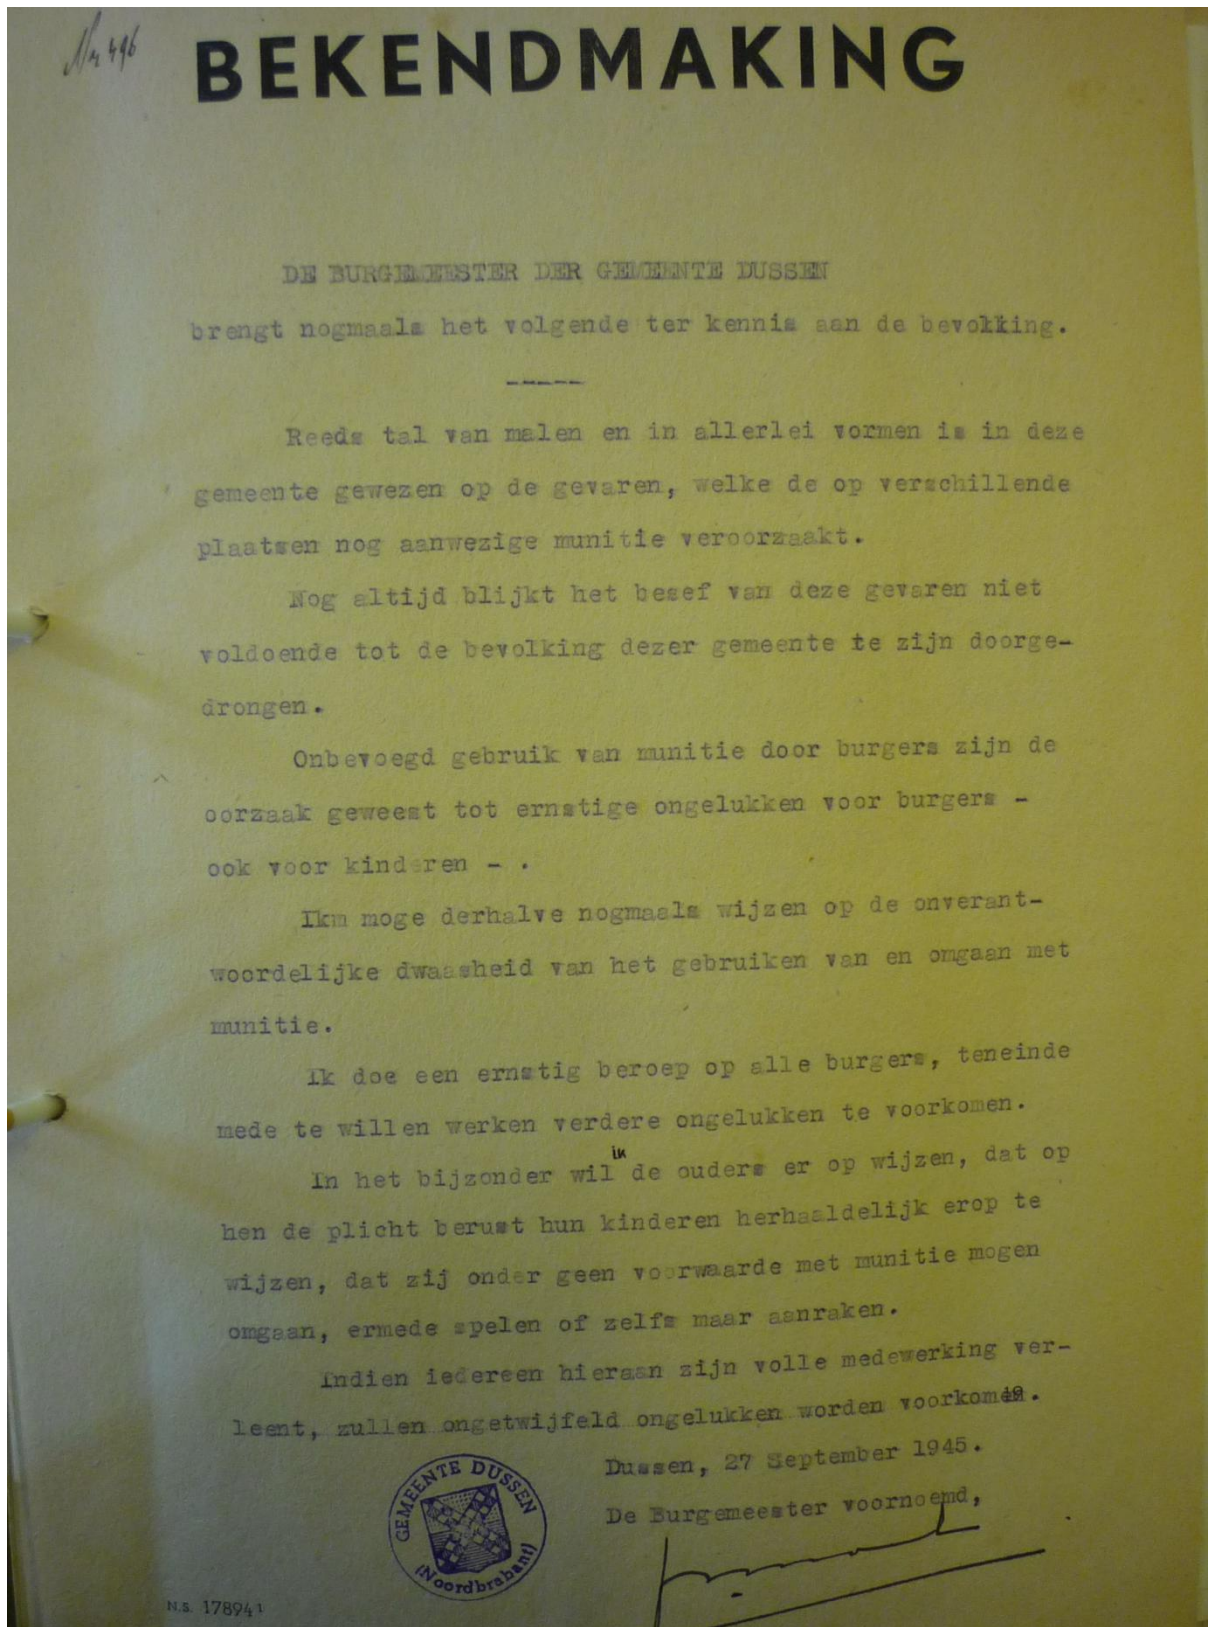 Nr 496
BEKENDMAKING
DE BURGEMEESTER DER GEMEENTE DUSSEN
brengt nogmaals het volgende ter kennis aan de bevolking.
-----
Reeds tal van malen en in allerlei vormen is in deze
gemeente gewezen op de gevaren, welke de op verschillende
plaatsen nog aanwezige munitie veroorzaakt.
Nog altijd blijkt het besef van deze gevaren niet
voldoende tot de bevolking dezer gemeente te zijn doorge-
drongen.
Onbevoegd gebruik van munitie door burgers zijn de
oorzaak geweest tot ernstige ongelukken voor burgers -
ook voor kinderen - .
Ikm moge derhalve nogmaals wijzen op de onverant-
woordelijke dwaasheid van het gebruiken van en omgaan met
munitie.
Ik doe een ernstig beroep op alle burgers, teneinde
mede te willen werken verdere ongelukken te voorkomen.
In het bijzonder wil ik de ouders er op wijzen, dat op
hen de plicht berust hun kinderen herhaaldelijk erop te
wijzen, dat zij onder geen voorwaarde met munitie mogen
omgaan, ermede spelen of zelfs maar aanraken.
Indien iedereen hieraan zijn volle medewerking ver-
leent, zullen ongetwijfeld ongelukken worden voorkomen.
Dussen, 27 September 1945.
De Burgemeester voornoemd,
GEMEENTE DUSSEN
(Noordbrabant)
N.S. 17894¹